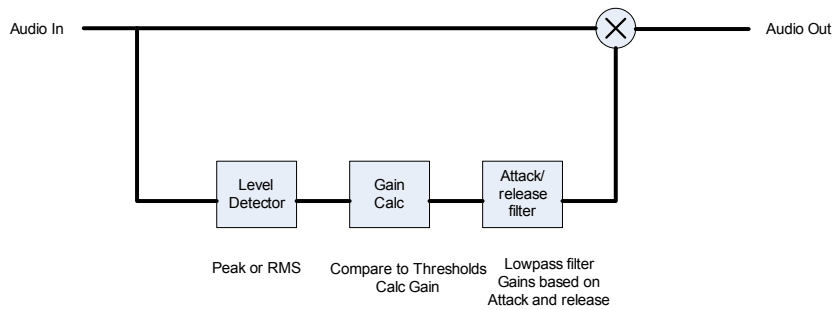 Audio In
Audio Out
Level
Detector
Gain
Calc
Attack/
release
filter
Peak or RMS
Compare to Thresholds
Calc Gain
Lowpass filter
Gains based on
Attack and release